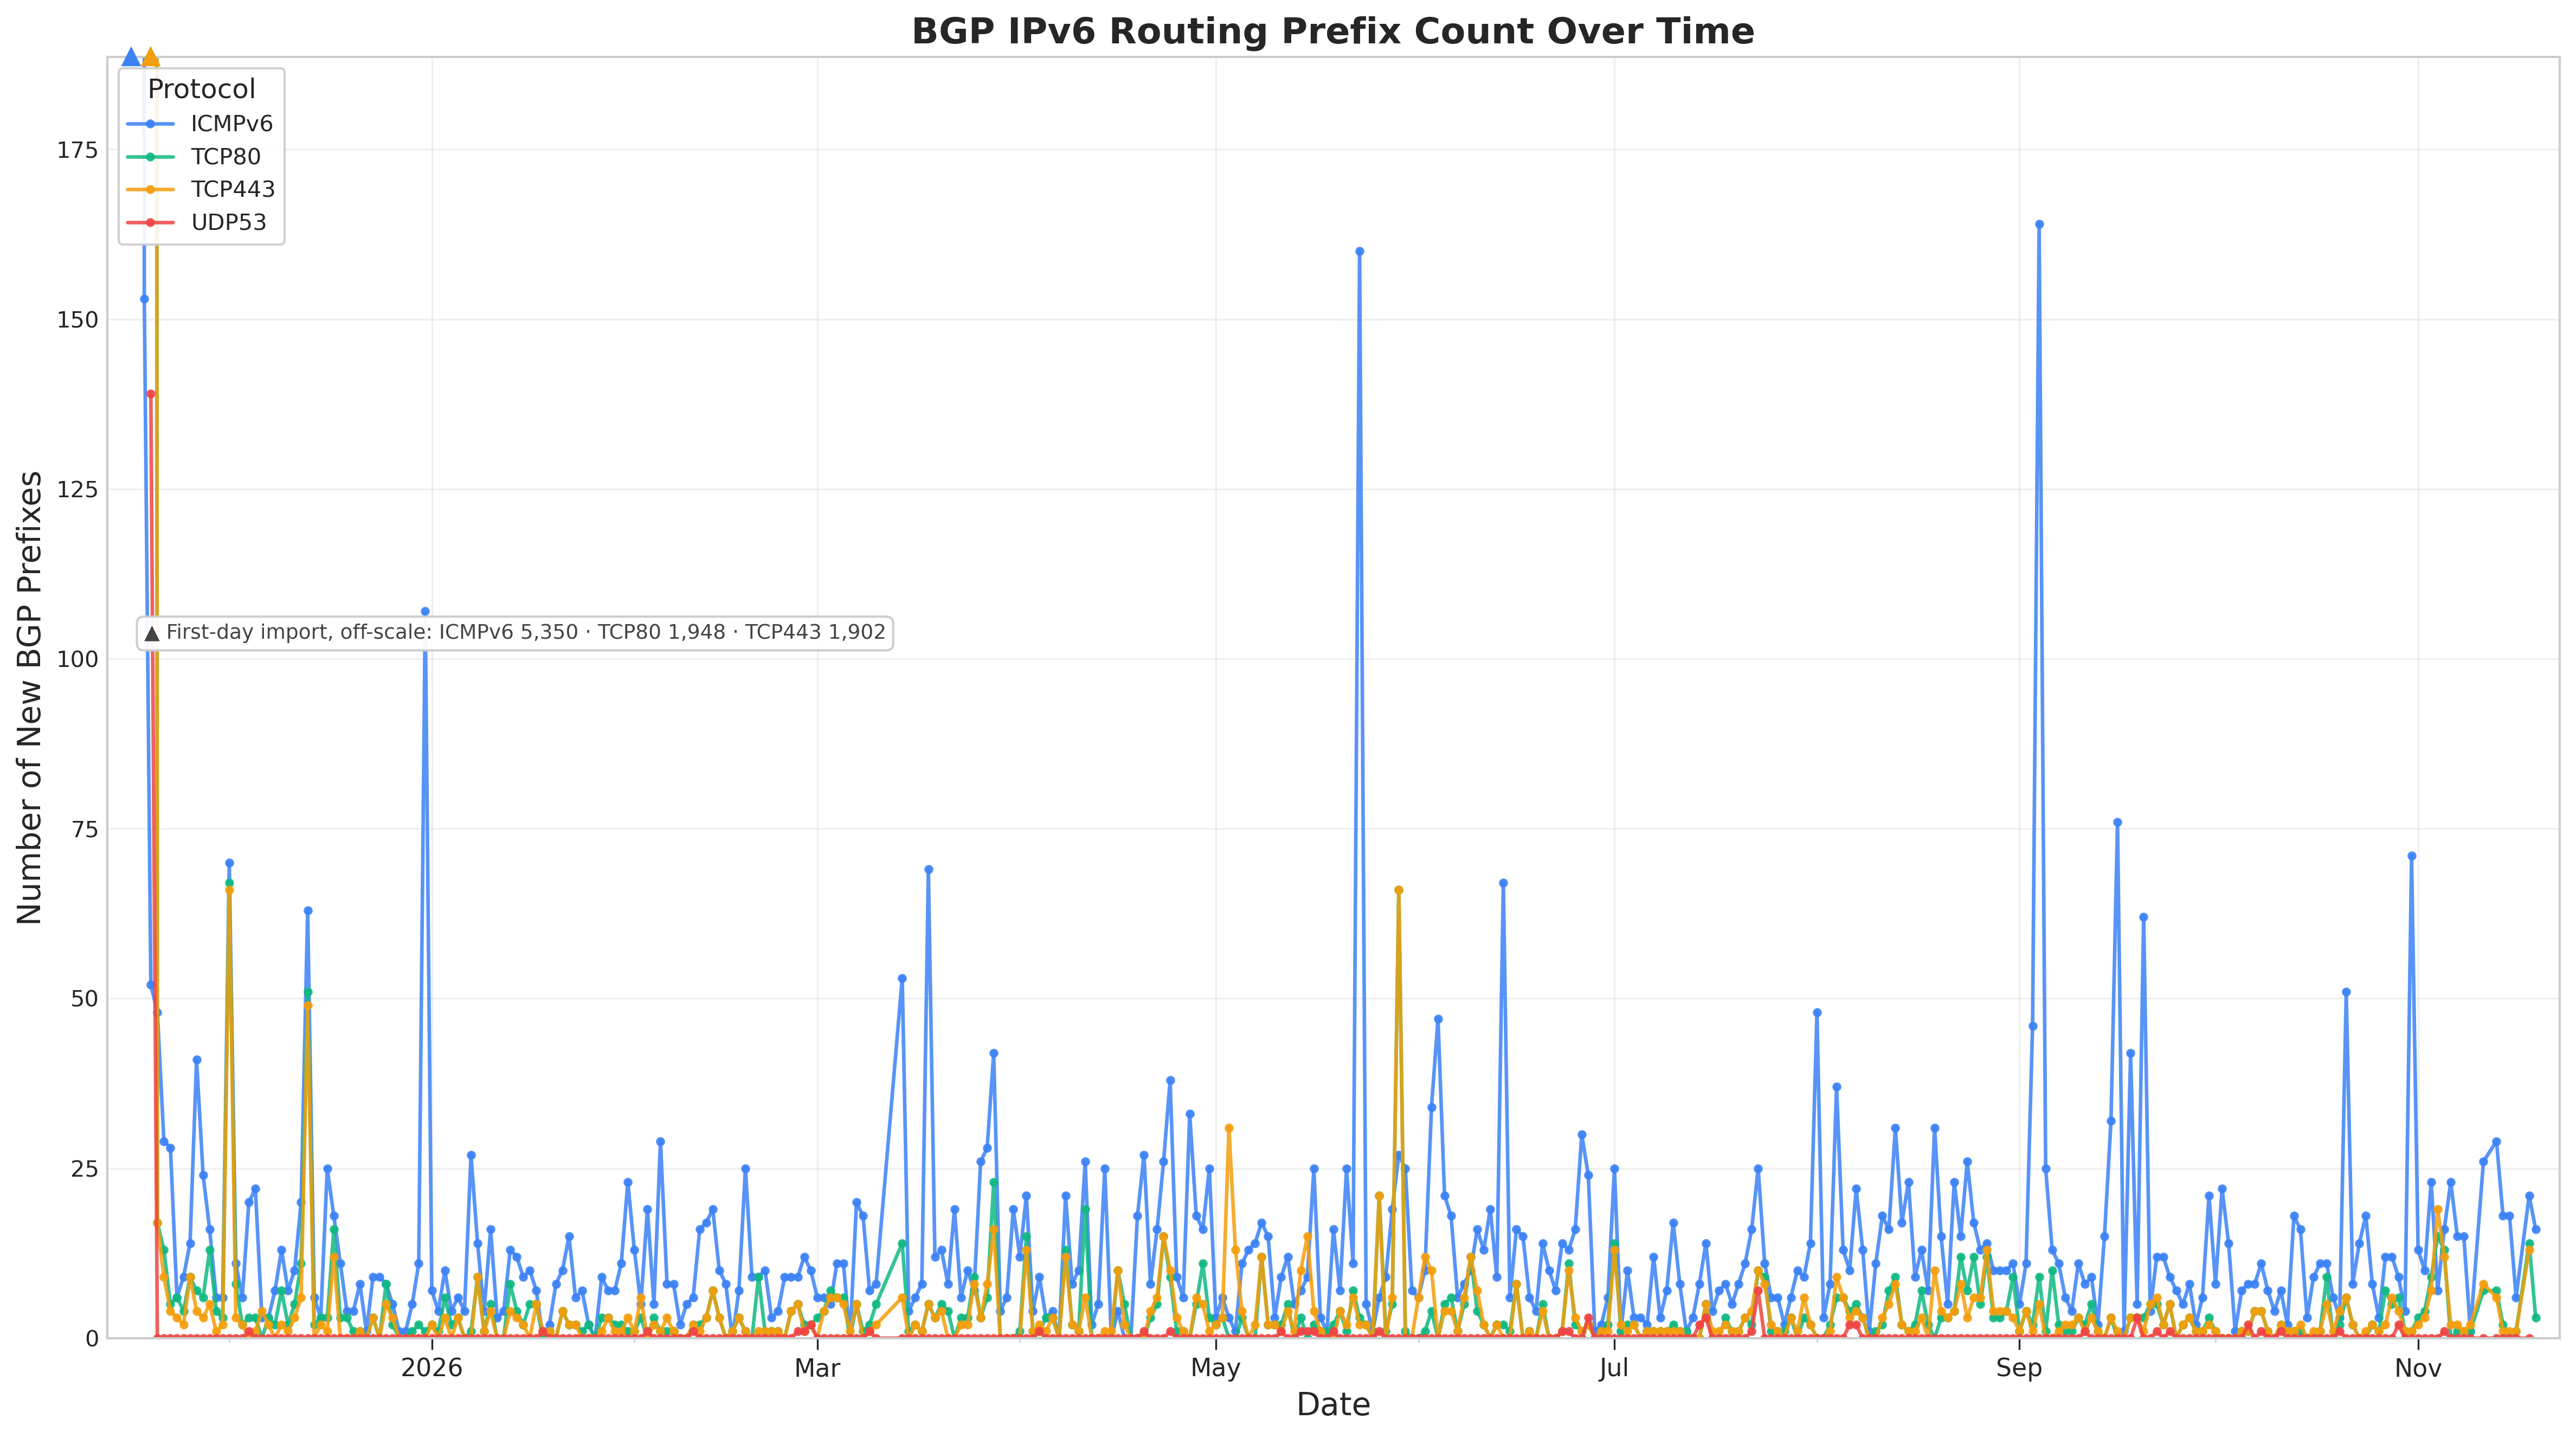 BGP IPv6 Routing Prefix Count Over Time
Protocol
ICMPv6
TCP80
TCP443
UDP53
▲ First-day import, off-scale: ICMPv6 5,350 · TCP80 1,948 · TCP443 1,902
Number of New BGP Prefixes
175
150
125
100
75
50
25
0
2026
Mar
May
Jul
Sep
Nov
Date